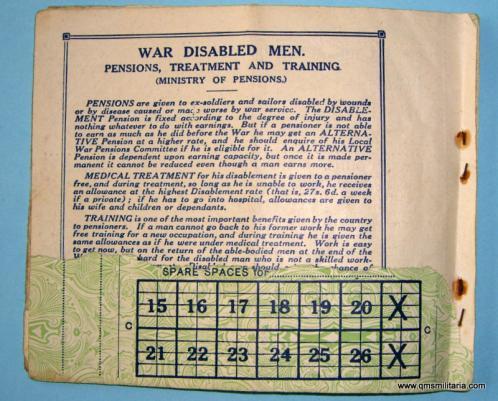 WAR DISABLED MEN.
PENSIONS, TREATMENT AND TRAINING.
(MINISTRY OF PENSIONS.)
PENSIONS are given to ex-soldiers and sailors disabled by wounds
or by disease caused or made worse by war service. The DISABLE-
MENT Pension is fixed according to the degree of injury and has
nothing whatever to do with earnings. But if a pensioner is not able
to earn as much as he did before the War he may get an ALTERNA-
TIVE Pension at a higher rate, and he should enquire of his Local
War Pensions Committee if he is eligible for it. An ALTERNATIVE
Pension is dependent upon earning capacity, but once it is made per-
manent it cannot be reduced even though a man earns more.
MEDICAL TREATMENT for his disablement is given to a pensioner
free, and during treatment, so long as he is unable to work, he receives
an allowance at the highest Disablement rate (that is, 27s. 6d. a week
if a private); if he has to go into hospital, allowances are given to
his wife and children or dependants.
TRAINING is one of the most important benefits given by the country
to pensioners. If a man cannot go back to his former work he may get
free training for a new occupation, and during training he is given the
same allowances as if he were under medical treatment. Work is easy
to get now, but on the return of the able-bodied men at the end of the
for the disabled man who is not a skilled work-
should of
SPARE SPACES for
15 16 17 18 19 20 X
C C
21 22 23 24 25 26 X
www.qmsmilitaria.com